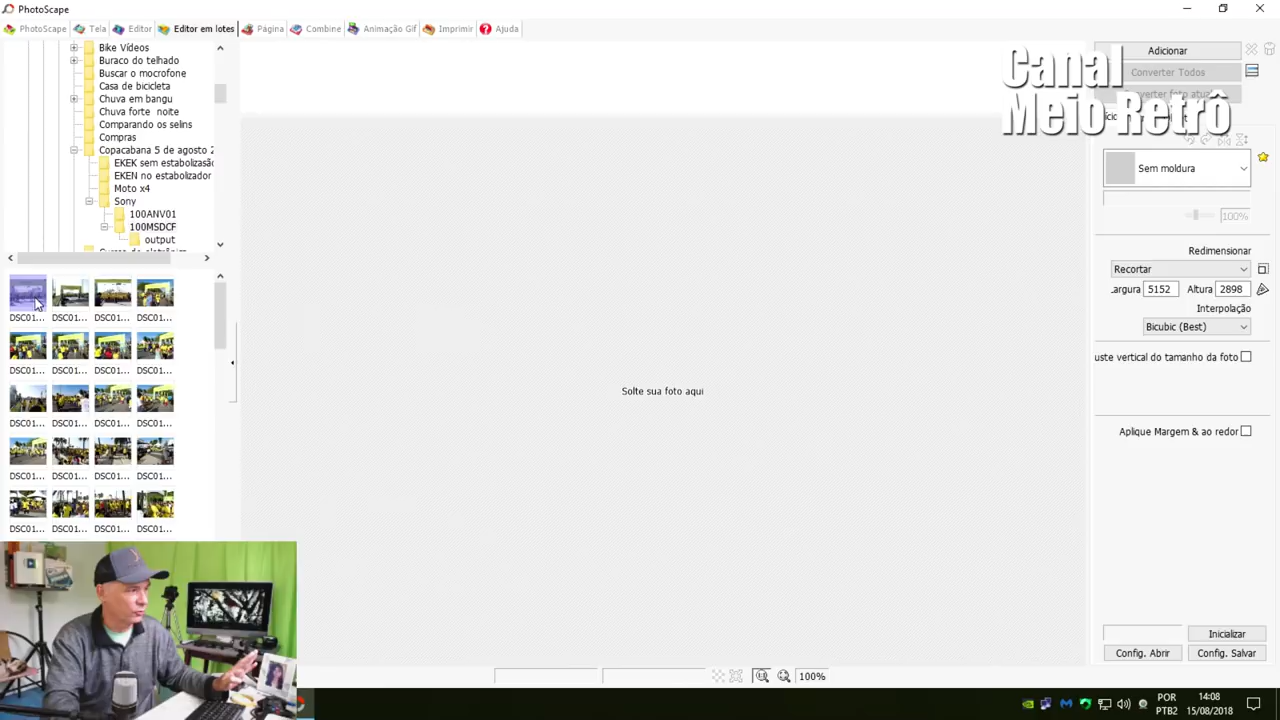 PhotoScape
PhotoScape Tela Editor Editor em lotes Página Combine Animação Gif Imprimir Ajuda
Bike Vídeos
Buraco do telhado
Buscar o mocrofone
Casa de bicicleta
Chuva em bangu
Chuva forte noite
Comparando os selins
Compras
Copacabana 5 de agosto 2
EKEK sem estabolizasão
EKEN no estabolizador
Moto x4
Sony
100ANV01
100MSDCF
output
DSC01... DSC01... DSC01... DSC01...
DSC01... DSC01... DSC01... DSC01...
DSC01... DSC01... DSC01... DSC01...
DSC01... DSC01... DSC01... DSC01...
DSC01... DSC01... DSC01... DSC01...
Solte sua foto aqui
Adicionar
Converter Todos
Canal
Meio Retrô
Sem moldura
100%
Redimensionar
Recortar
Largura 5152 Altura 2898
Interpolação
Bicubic (Best)
uste vertical do tamanho da foto
Aplique Margem & ao redor
Inicializar
Config. Abrir Config. Salvar
100%
POR
PTB2
14:08
15/08/2018